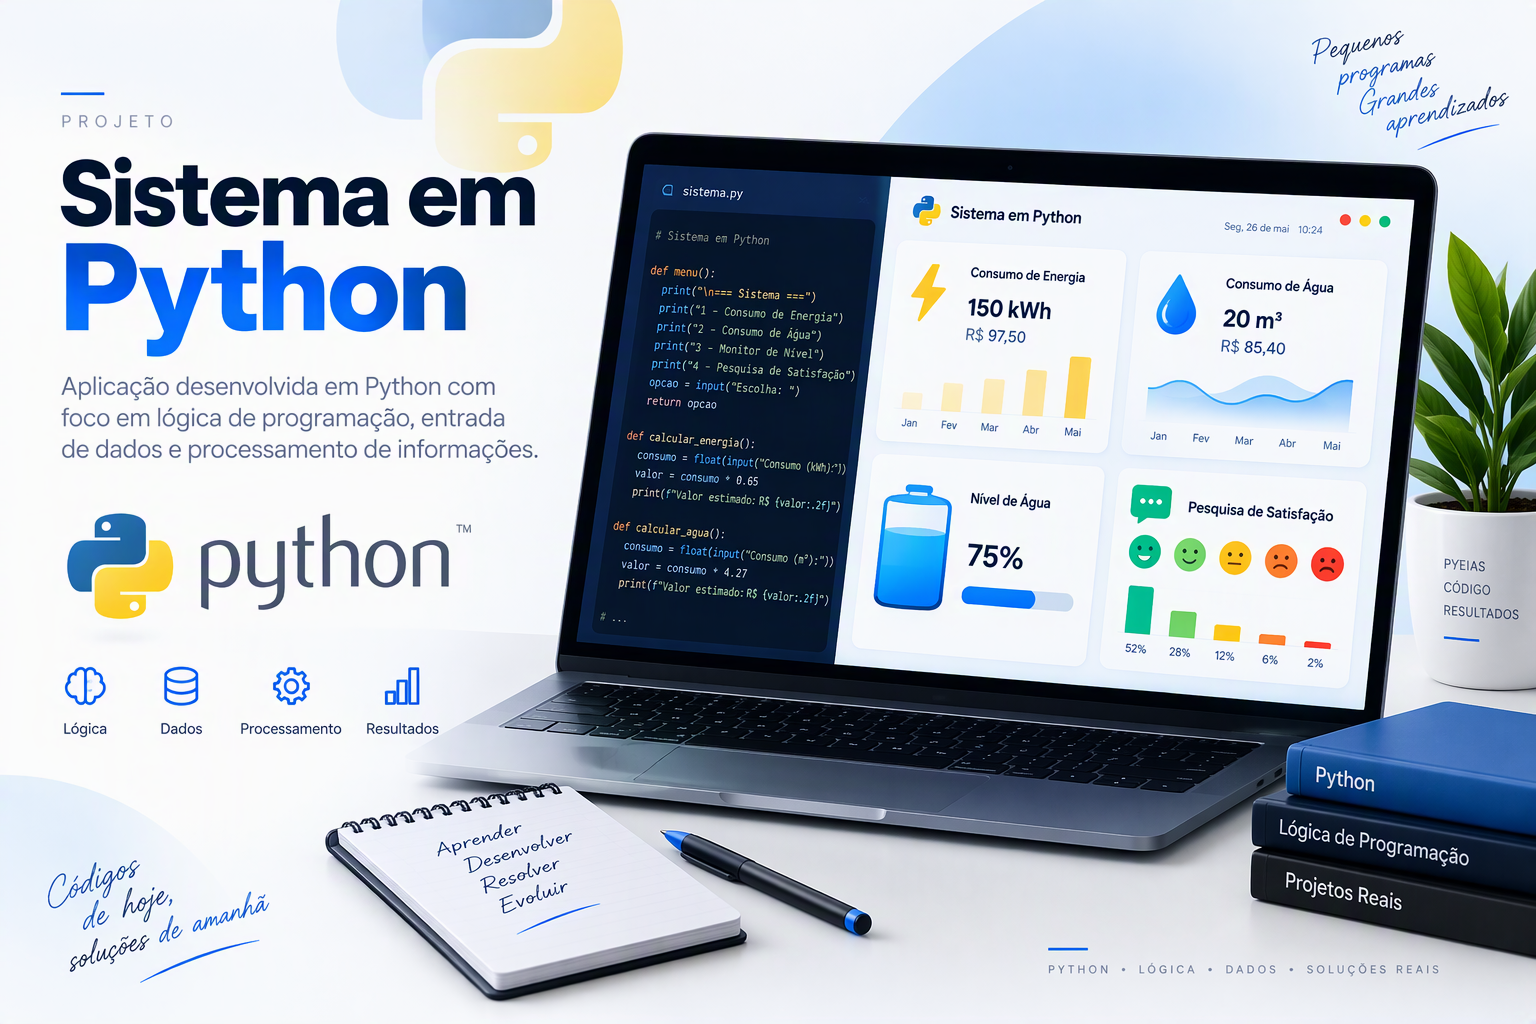 PROJETO
Sistema em
Python
Aplicação desenvolvida em Python com
foco em lógica de programação, entrada
de dados e processamento de informações.
python™
Lógica
Dados
Processamento
Resultados
Códigos
de hoje,
soluções de amanhã
Pequenos
programas
Grandes
aprendizados
sistema.py
# Sistema em Python
def menu():
print("\n=== Sistema ===")
print("1 - Consumo de Energia")
print("2 - Consumo de Água")
print("3 - Monitor de Nível")
print("4 - Pesquisa de Satisfação")
opcao = input("Escolha: ")
return opcao
def calcular_energia():
consumo = float(input("Consumo (kWh):"))
valor = consumo * 0.65
print(f"Valor estimado: R$ {valor:.2f}")
def calcular_agua():
consumo = float(input("Consumo (m³):"))
valor = consumo * 4.27
print(f"Valor estimado: R$ {valor:.2f}")
# ...
Sistema em Python
Seg, 26 de mai 10:24
Consumo de Energia
150 kWh
R$ 97,50
Jan Fev Mar Abr Mai
Consumo de Água
20 m³
R$ 85,40
Jan Fev Mar Abr Mai
Nível de Água
75%
Pesquisa de Satisfação
52% 28% 12% 6% 2%
PYEIAS
CÓDIGO
RESULTADOS
Aprender
Desenvolver
Resolver
Evoluir
Python
Lógica de Programação
Projetos Reais
PYTHON • LÓGICA • DADOS • SOLUÇÕES REAIS